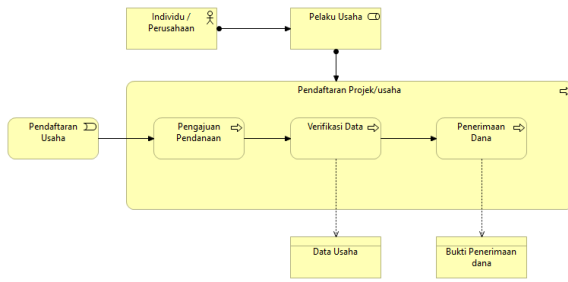 Individu /
Perusahaan
Pelaku Usaha
Pendaftaran Projek/usaha
Pendaftaran
Usaha
Pengajuan
Pendanaan
Verifikasi Data
Penerimaan
Dana
Data Usaha
Bukti Penerimaan
dana